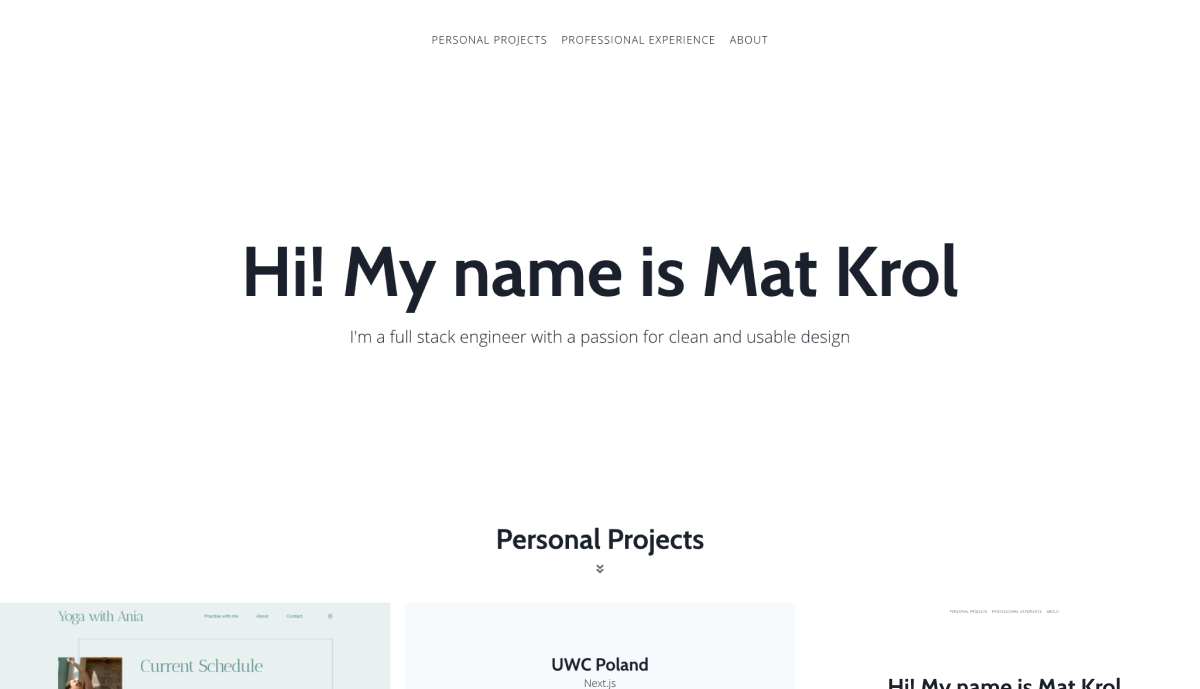 PERSONAL PROJECTS PROFESSIONAL EXPERIENCE ABOUT
Hi! My name is Mat Krol
I'm a full stack engineer with a passion for clean and usable design
Personal Projects
Yoga with Ania Practise with me About Contact
Current Schedule
UWC Poland
Next.js
PERSONAL PROJECTS PROFESSIONAL EXPERIENCE ABOUT
Hi! My name is Mat Krol